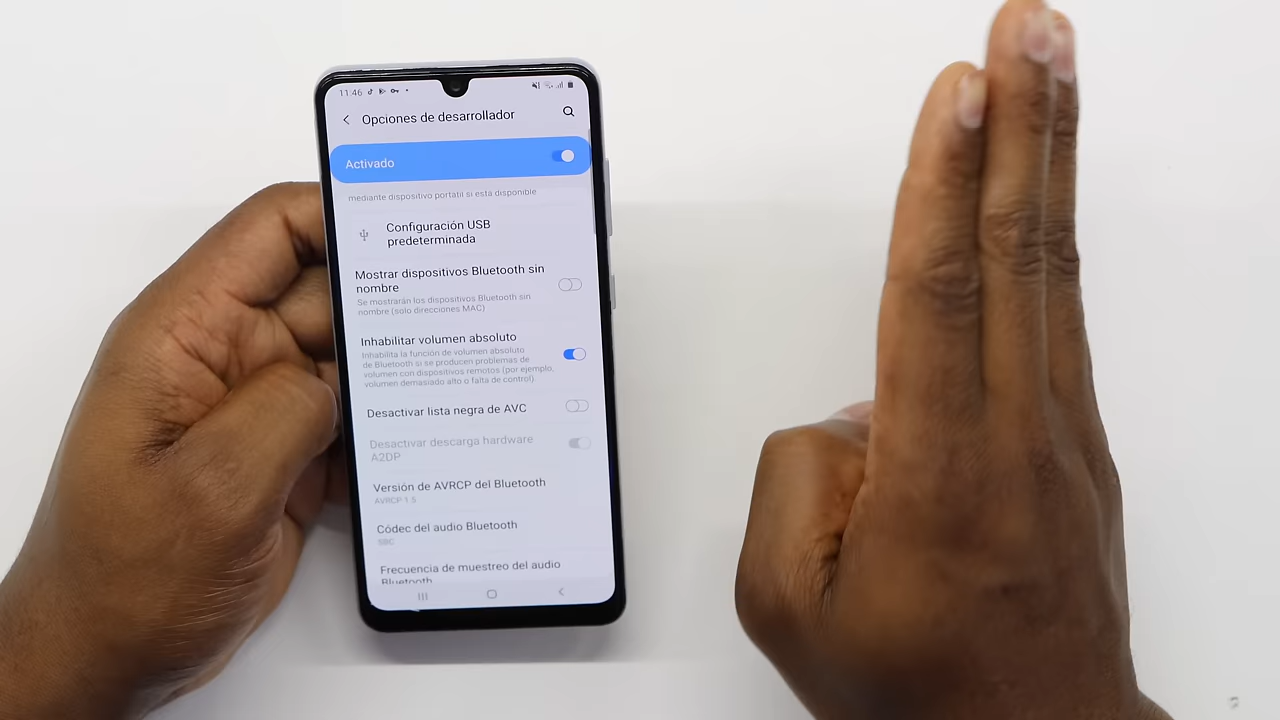 11.46
Opciones de desarrollador
Activado
mediante dispositivo portátil si está disponible
Configuración USB
predeterminada
Mostrar dispositivos Bluetooth sin
nombre
Se mostrarán los dispositivos Bluetooth sin
nombre (solo direcciones MAC)
Inhabilitar volumen absoluto
Inhabilita la función de volumen absoluto
de Bluetooth si se producen problemas de
volumen con dispositivos remotos (por ejemplo,
volumen demasiado alto o falta de control)
Desactivar lista negra de AVC
Desactivar descarga hardware
A2DP
Versión de AVRCP del Bluetooth
AVRCP 1.5
Códec del audio Bluetooth
SBC
Frecuencia de muestreo del audio
Bluetooth